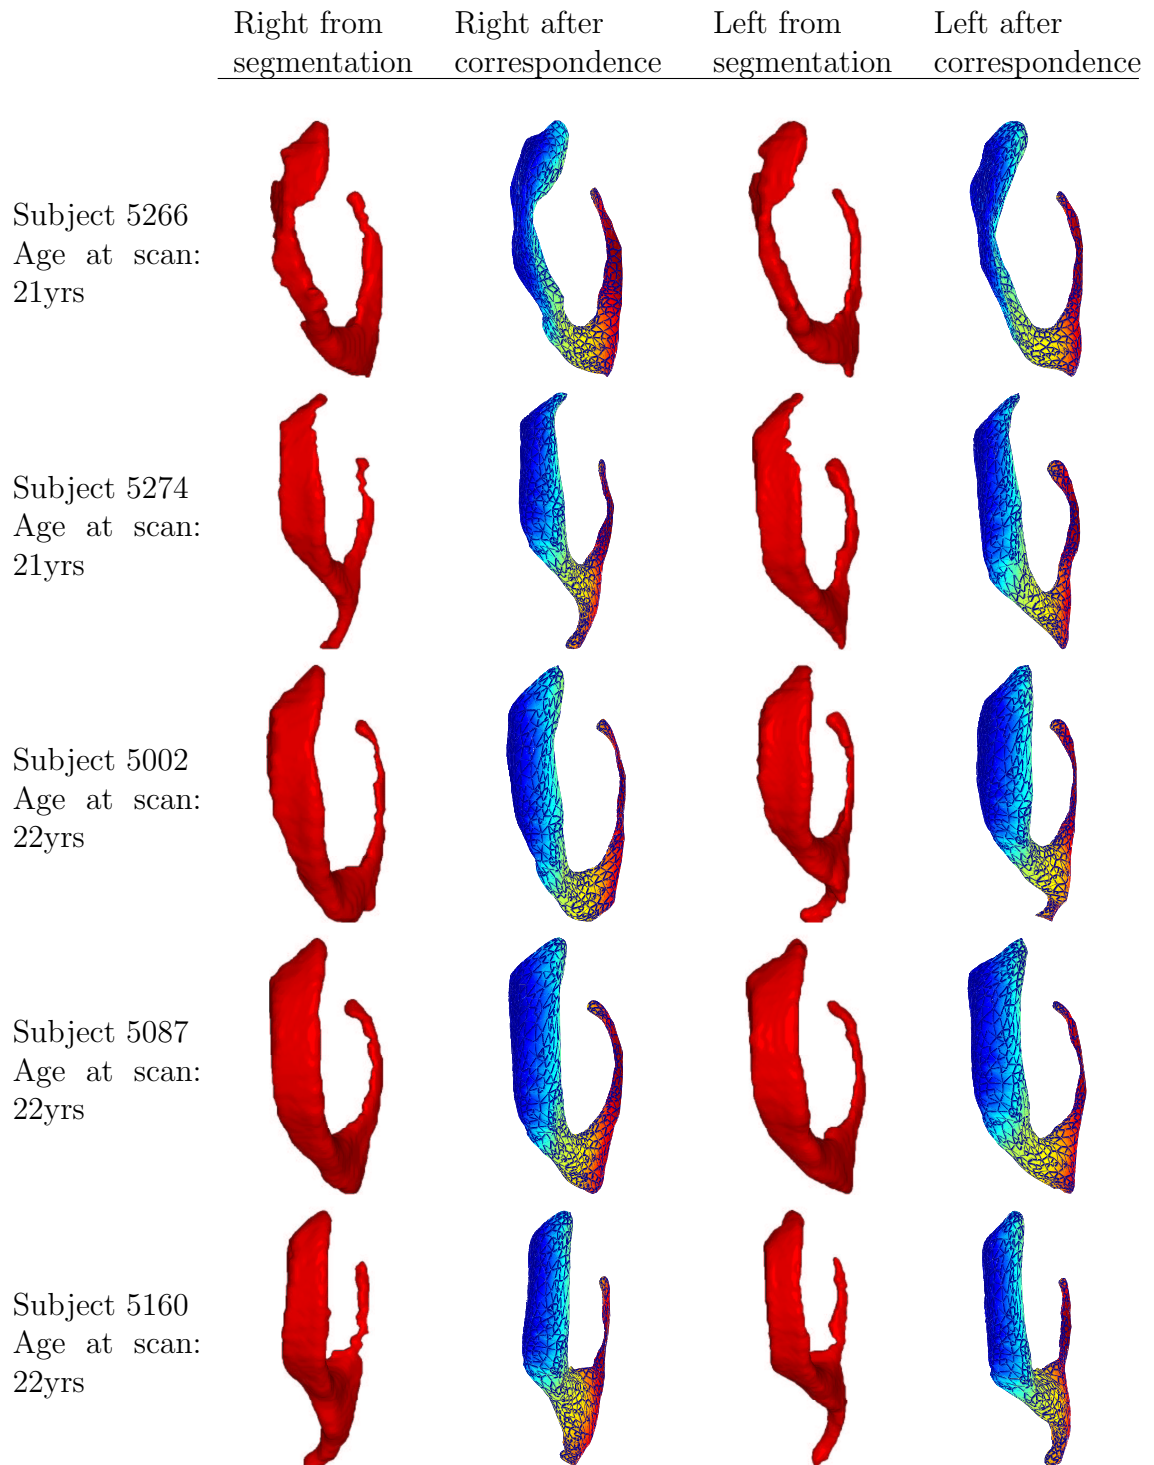 Right from
segmentation
Right after
correspondence
Left from
segmentation
Left after
correspondence
Subject 5266
Age at scan:
21yrs
Subject 5274
Age at scan:
21yrs
Subject 5002
Age at scan:
22yrs
Subject 5087
Age at scan:
22yrs
Subject 5160
Age at scan:
22yrs